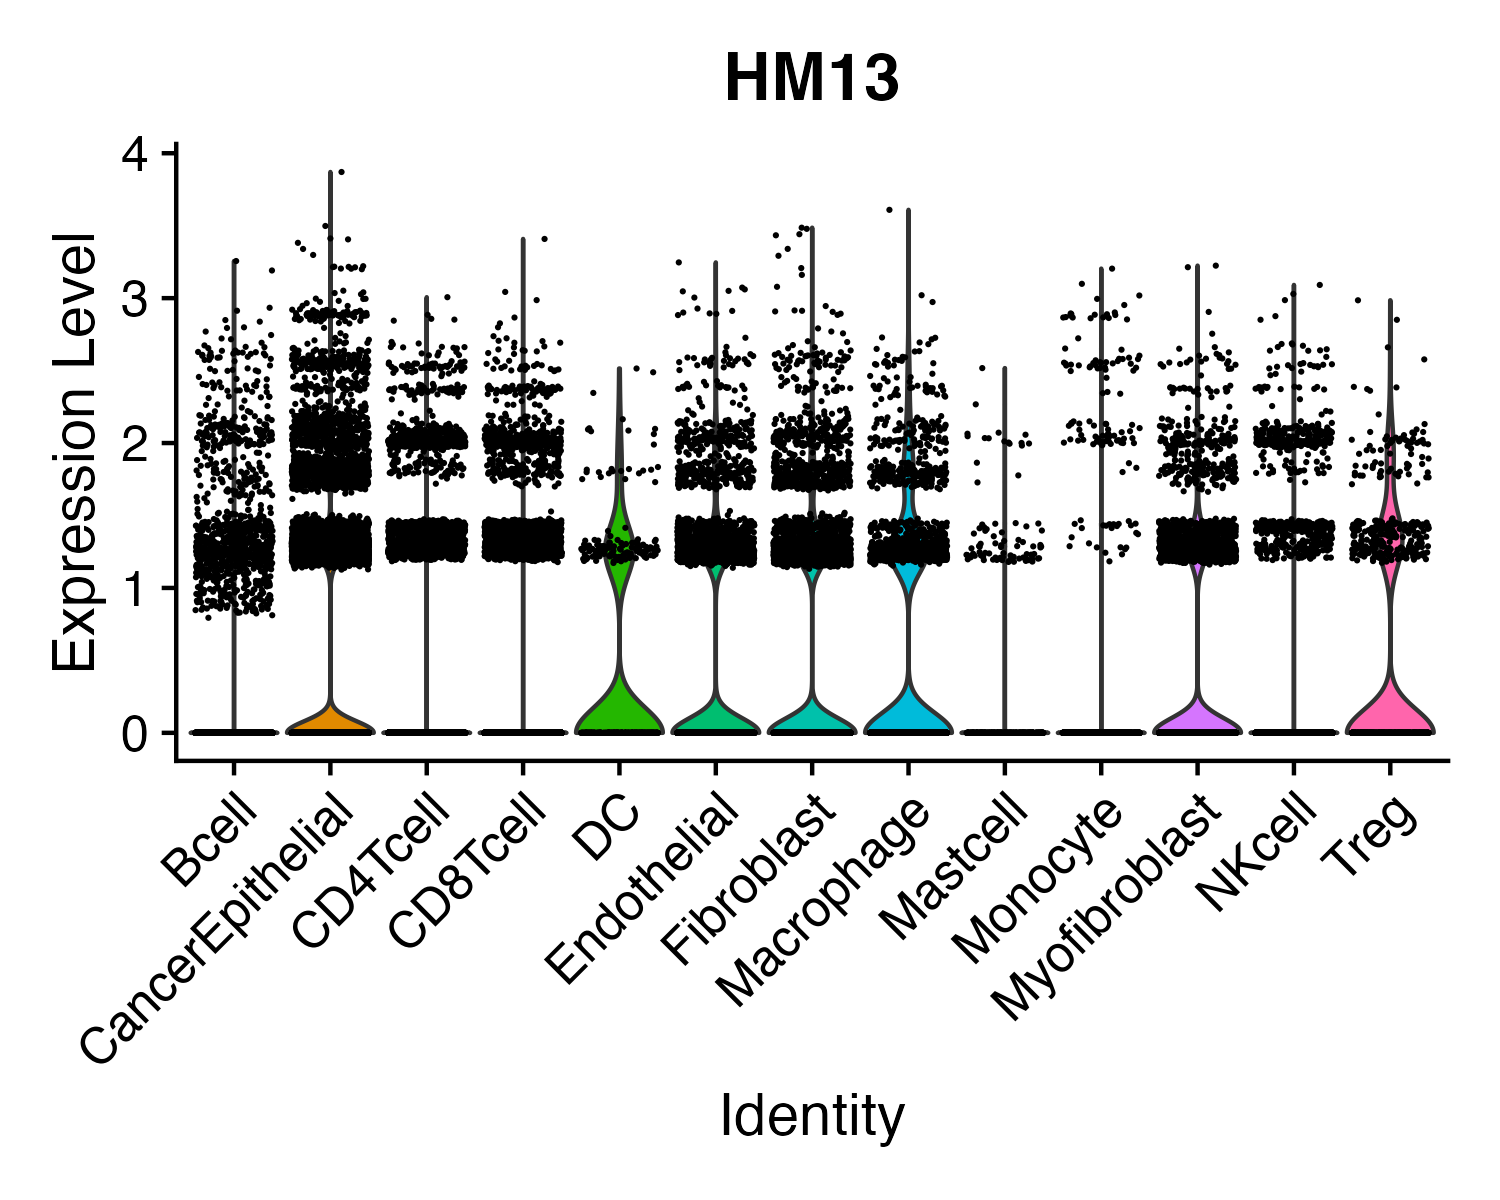 HM13
Expression Level
4
3
2
1
0
Bcell
CancerEpithelial
CD4Tcell
CD8Tcell
DC
Endothelial
Fibroblast
Macrophage
Mastcell
Monocyte
Myofibroblast
NKcell
Treg
Identity